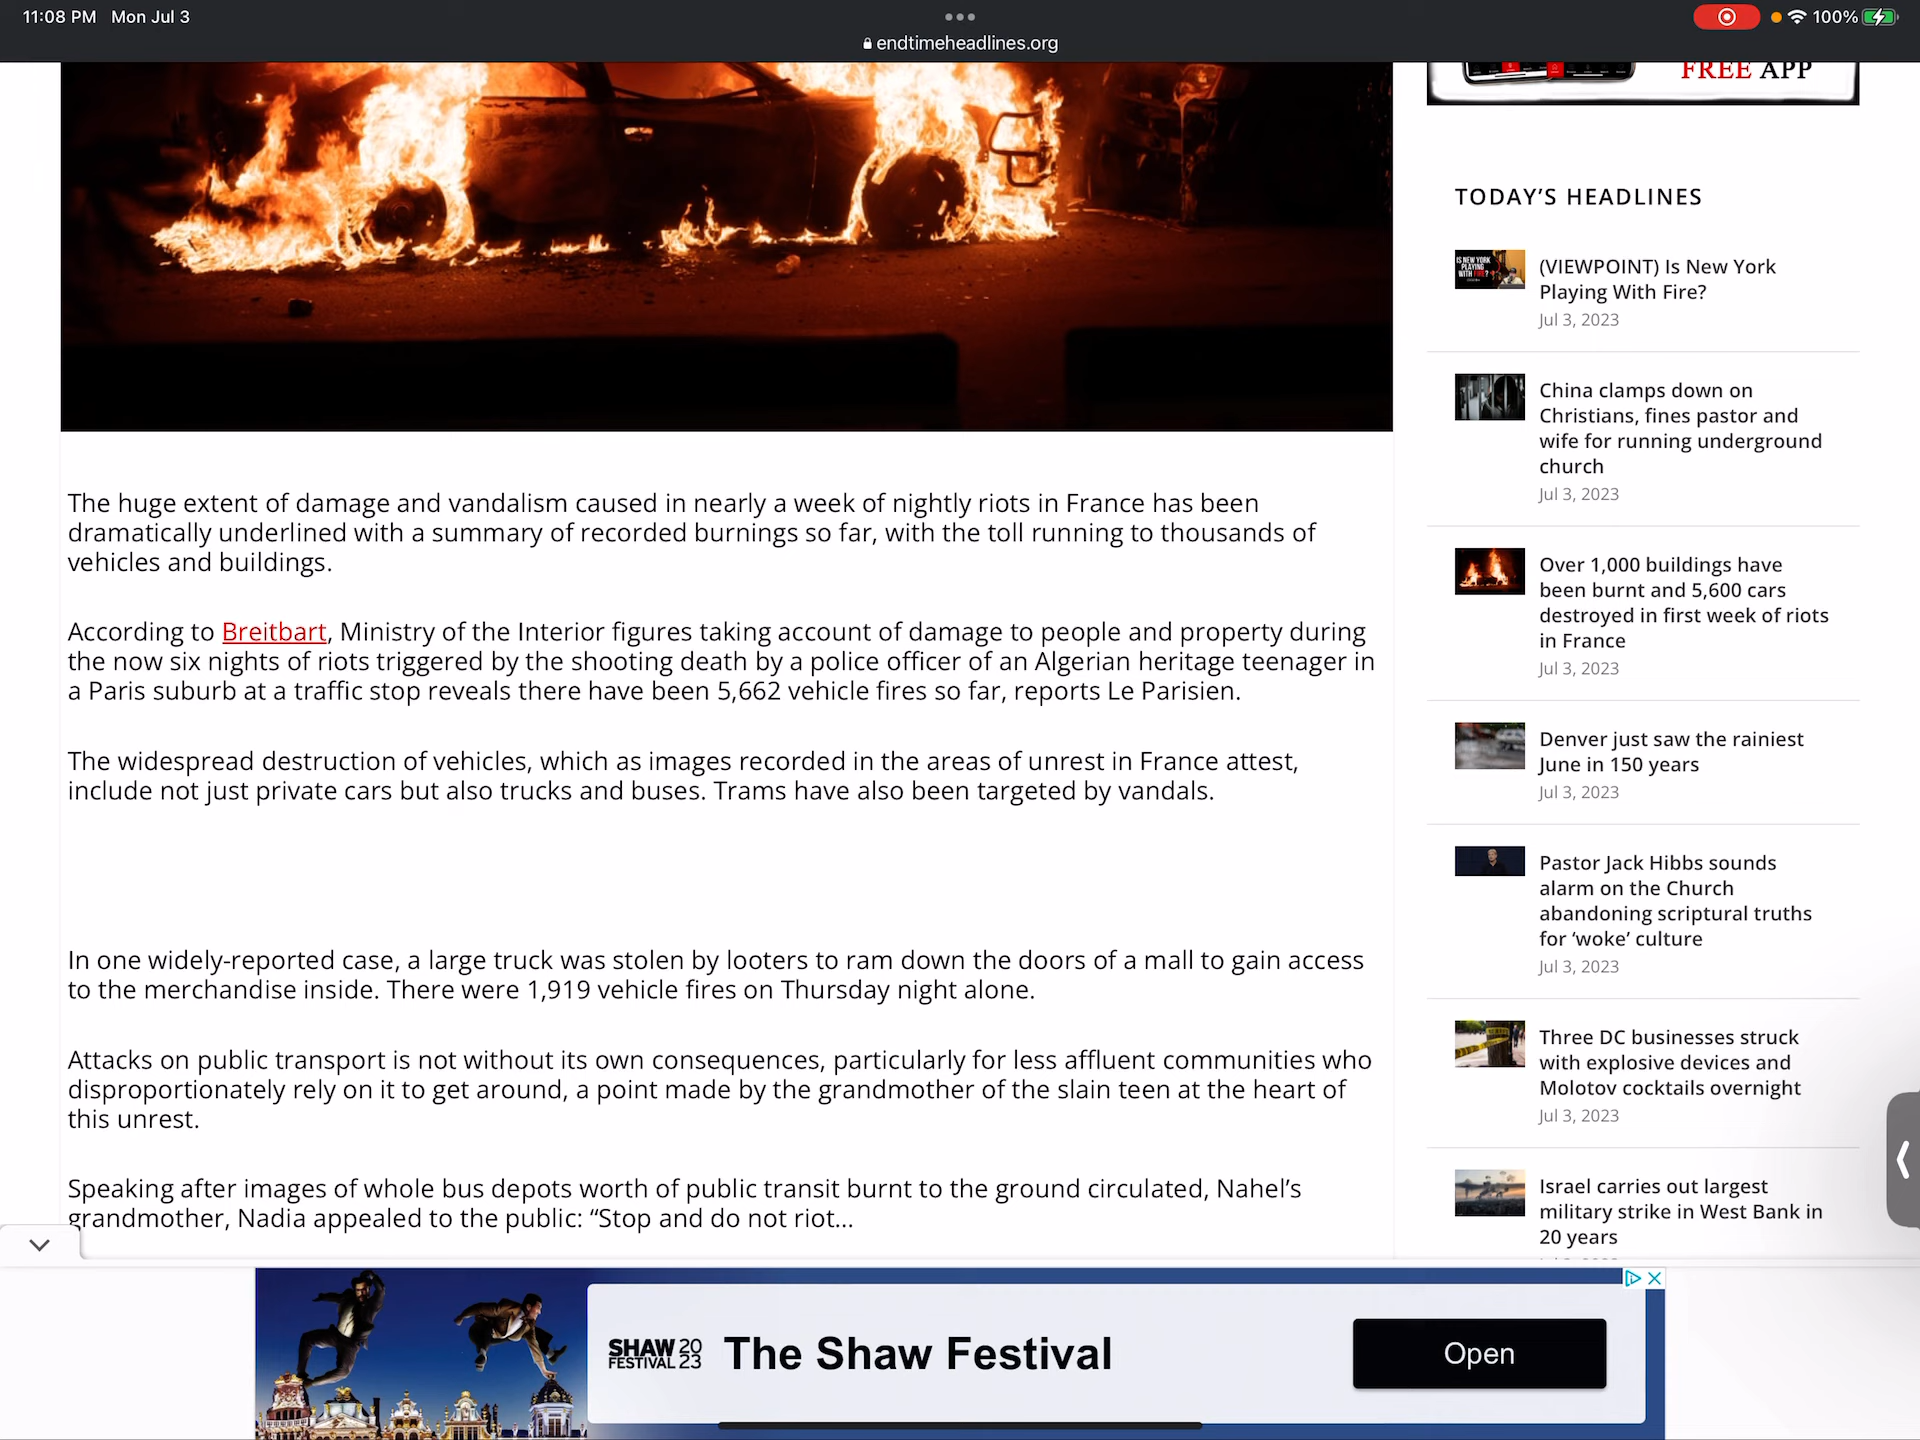 11:08 PM Mon Jul 3
100%
endtimeheadlines.org
FREE APP
The huge extent of damage and vandalism caused in nearly a week of nightly riots in France has been
dramatically underlined with a summary of recorded burnings so far, with the toll running to thousands of
vehicles and buildings.
According to Breitbart, Ministry of the Interior figures taking account of damage to people and property during
the now six nights of riots triggered by the shooting death by a police officer of an Algerian heritage teenager in
a Paris suburb at a traffic stop reveals there have been 5,662 vehicle fires so far, reports Le Parisien.
The widespread destruction of vehicles, which as images recorded in the areas of unrest in France attest,
include not just private cars but also trucks and buses. Trams have also been targeted by vandals.
In one widely-reported case, a large truck was stolen by looters to ram down the doors of a mall to gain access
to the merchandise inside. There were 1,919 vehicle fires on Thursday night alone.
Attacks on public transport is not without its own consequences, particularly for less affluent communities who
disproportionately rely on it to get around, a point made by the grandmother of the slain teen at the heart of
this unrest.
Speaking after images of whole bus depots worth of public transit burnt to the ground circulated, Nahel’s
grandmother, Nadia appealed to the public: “Stop and do not riot...
TODAY’S HEADLINES
IS NEW YORK
PLAYING
WITH FIRE?
(VIEWPOINT) Is New York
Playing With Fire?
Jul 3, 2023
China clamps down on
Christians, fines pastor and
wife for running underground
church
Jul 3, 2023
Over 1,000 buildings have
been burnt and 5,600 cars
destroyed in first week of riots
in France
Jul 3, 2023
Denver just saw the rainiest
June in 150 years
Jul 3, 2023
Pastor Jack Hibbs sounds
alarm on the Church
abandoning scriptural truths
for ‘woke’ culture
Jul 3, 2023
Three DC businesses struck
with explosive devices and
Molotov cocktails overnight
Jul 3, 2023
Israel carries out largest
military strike in West Bank in
20 years
SHAW 20
FESTIVAL 23
The Shaw Festival
Open